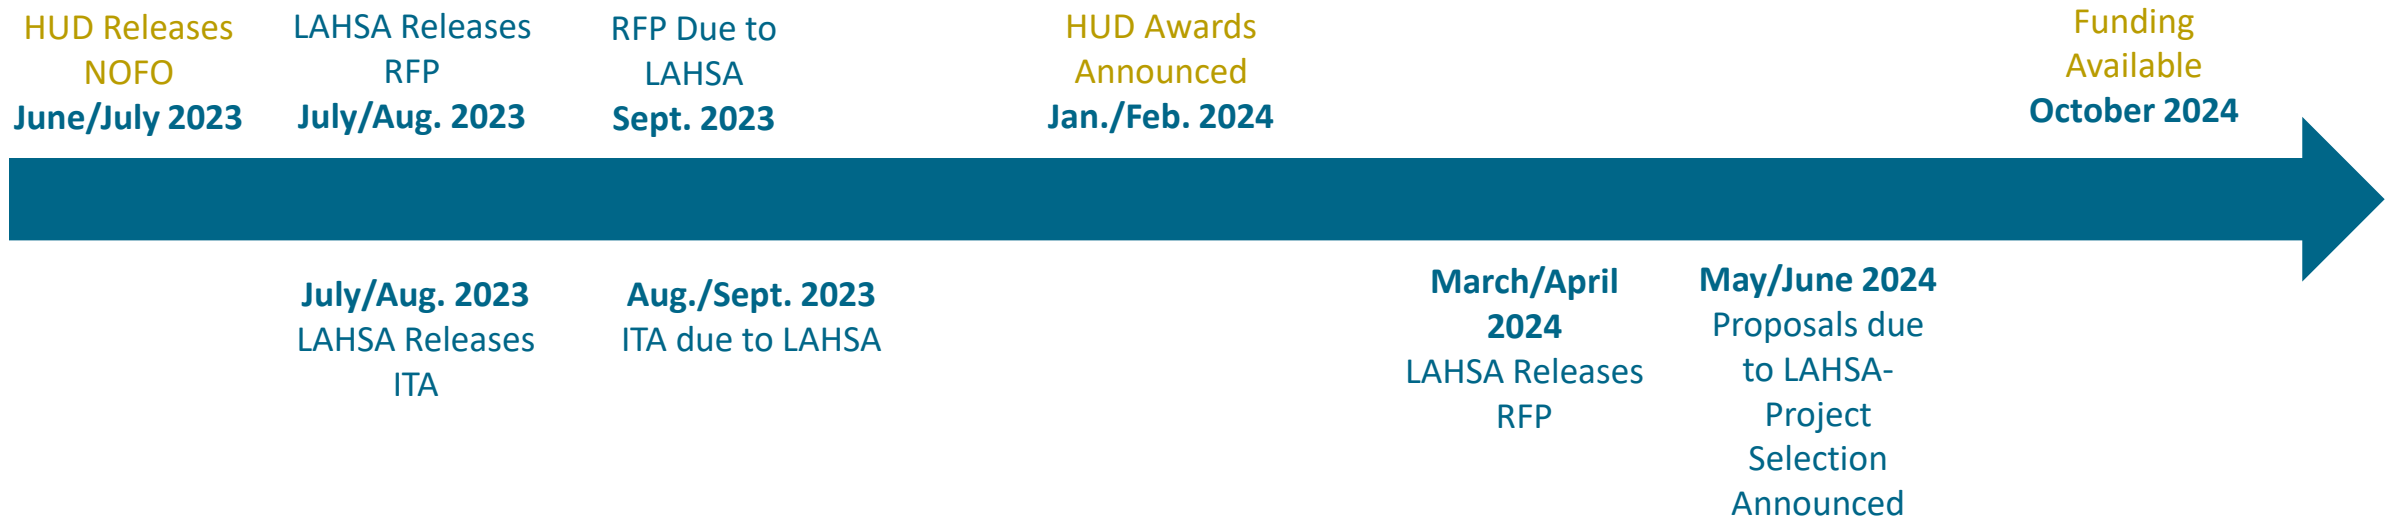 HUD Releases
NOFO
June/July 2023
LAHSA Releases
RFP
July/Aug. 2023
RFP Due to
LAHSA
Sept. 2023
HUD Awards
Announced
Jan./Feb. 2024
Funding
Available
October 2024
July/Aug. 2023
LAHSA Releases
ITA
Aug./Sept. 2023
ITA due to LAHSA
March/April
2024
LAHSA Releases
RFP
May/June 2024
Proposals due
to LAHSA-
Project
Selection
Announced